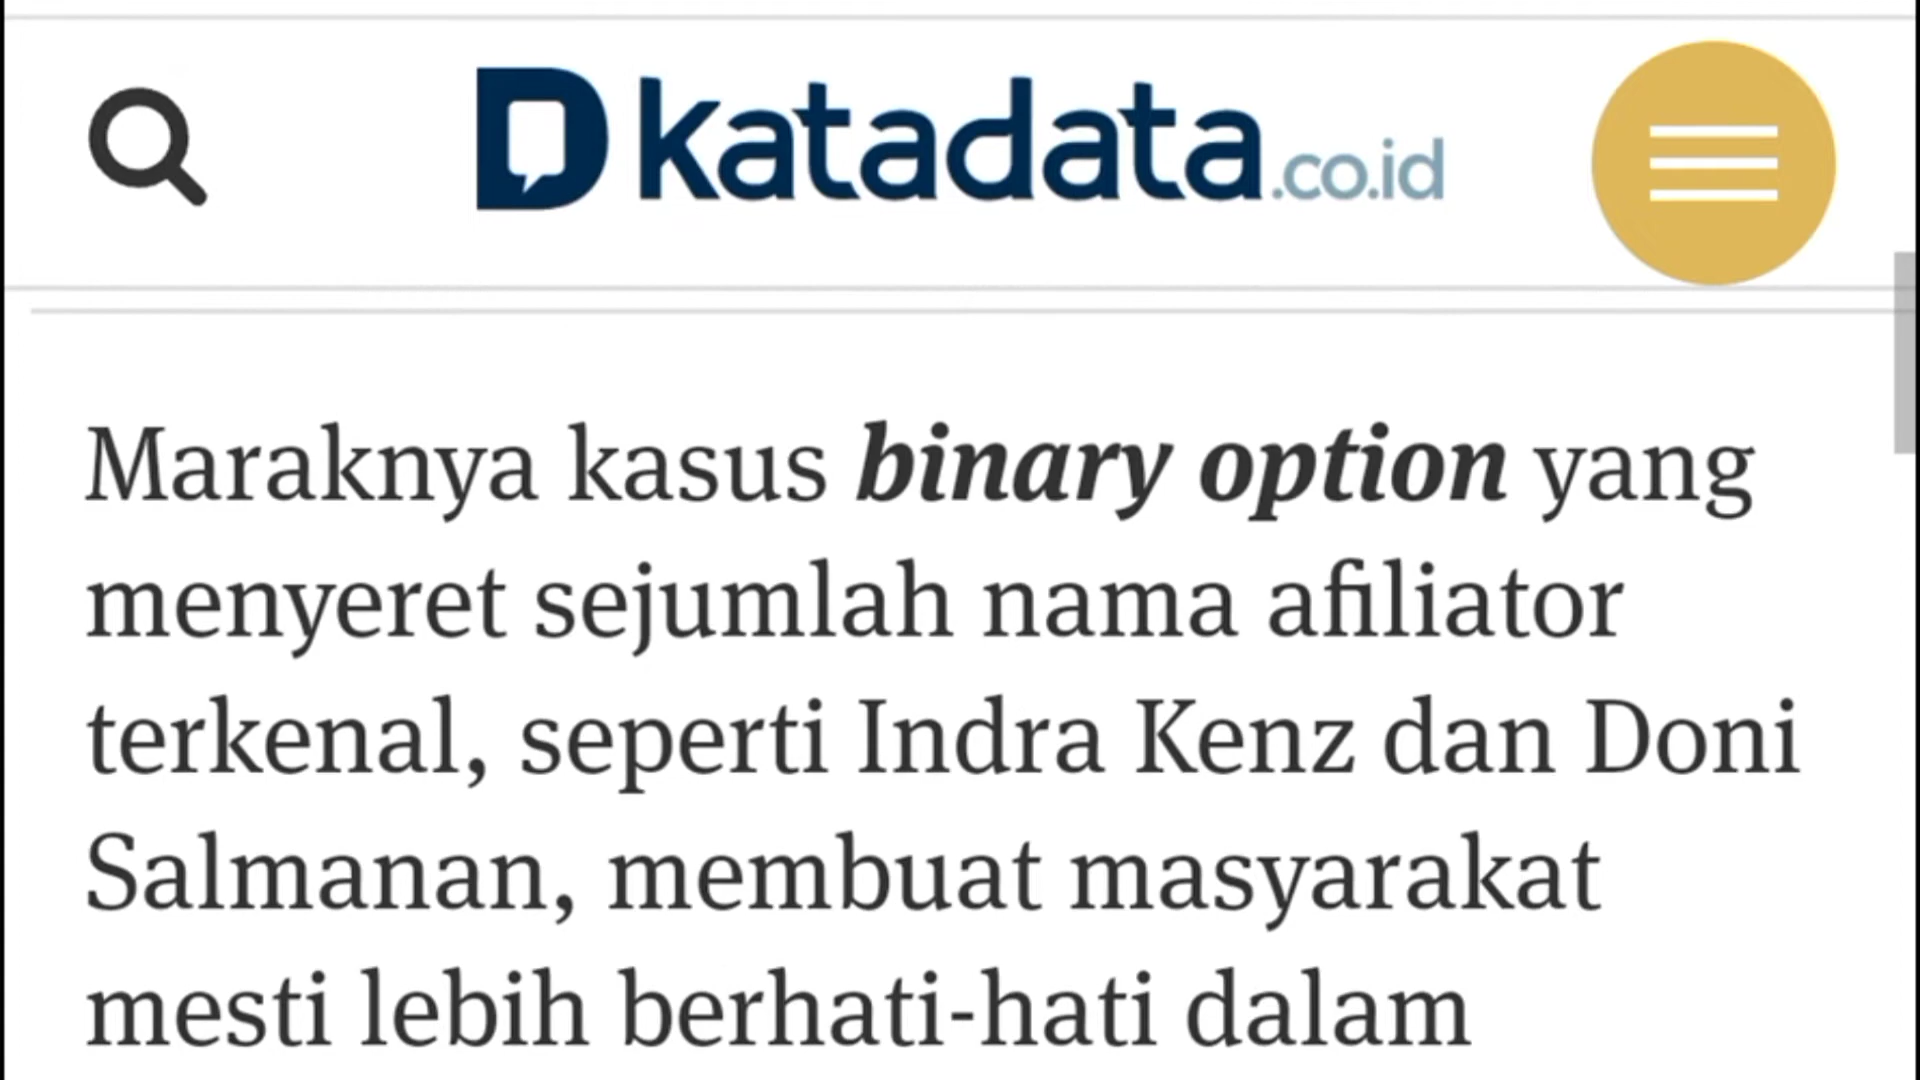 katadata.co.id
Maraknya kasus binary option yang
menyeret sejumlah nama afiliator
terkenal, seperti Indra Kenz dan Doni
Salmanan, membuat masyarakat
mesti lebih berhati-hati dalam